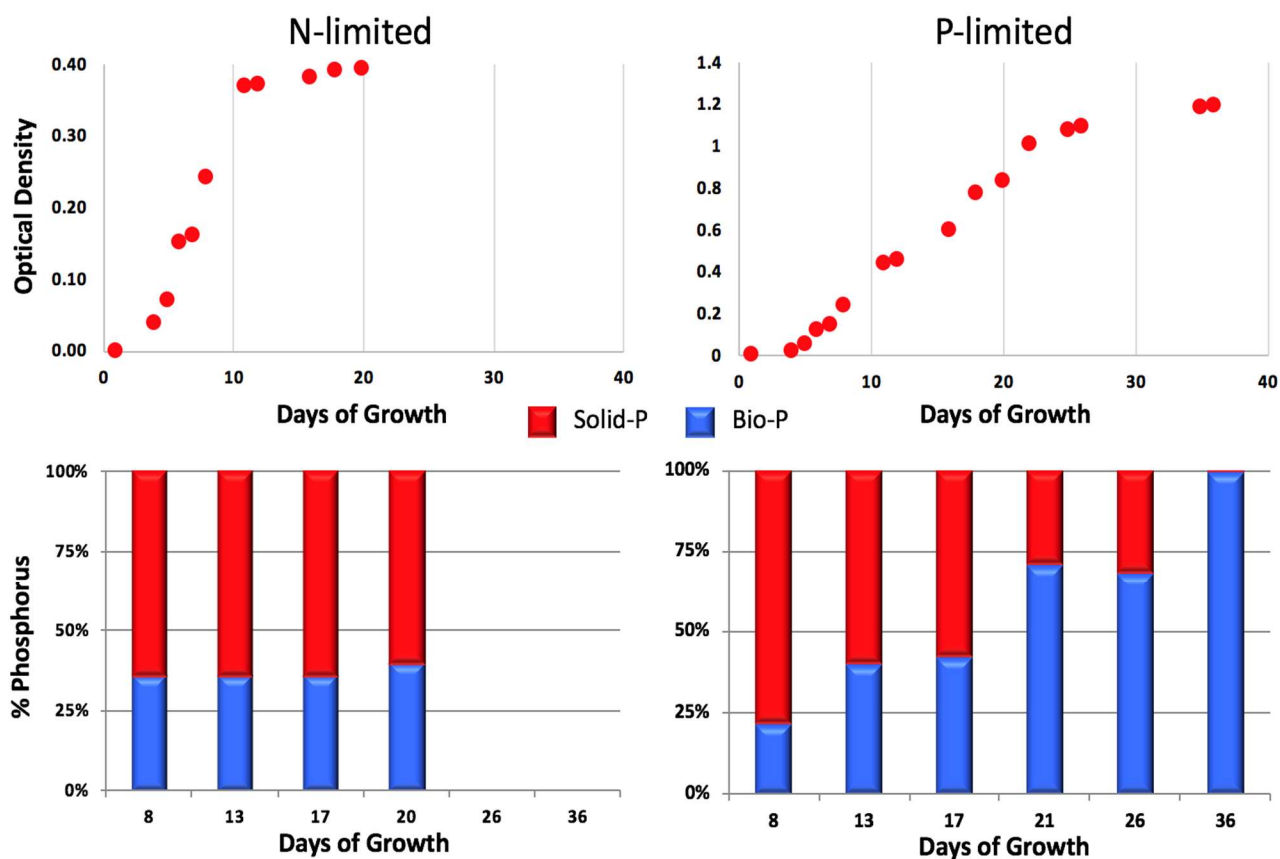 N-limited
P-limited
Optical Density
0.40
0.30
0.20
0.10
0.00
0 10 20 30 40
Days of Growth
1.4
1.2
1
0.8
0.6
0.4
0.2
0
0 10 20 30 40
Days of Growth
Solid-P
Bio-P
% Phosphorus
100%
75%
50%
25%
0%
8 13 17 20 26 36
Days of Growth
100%
75%
50%
25%
0%
8 13 17 21 26 36
Days of Growth